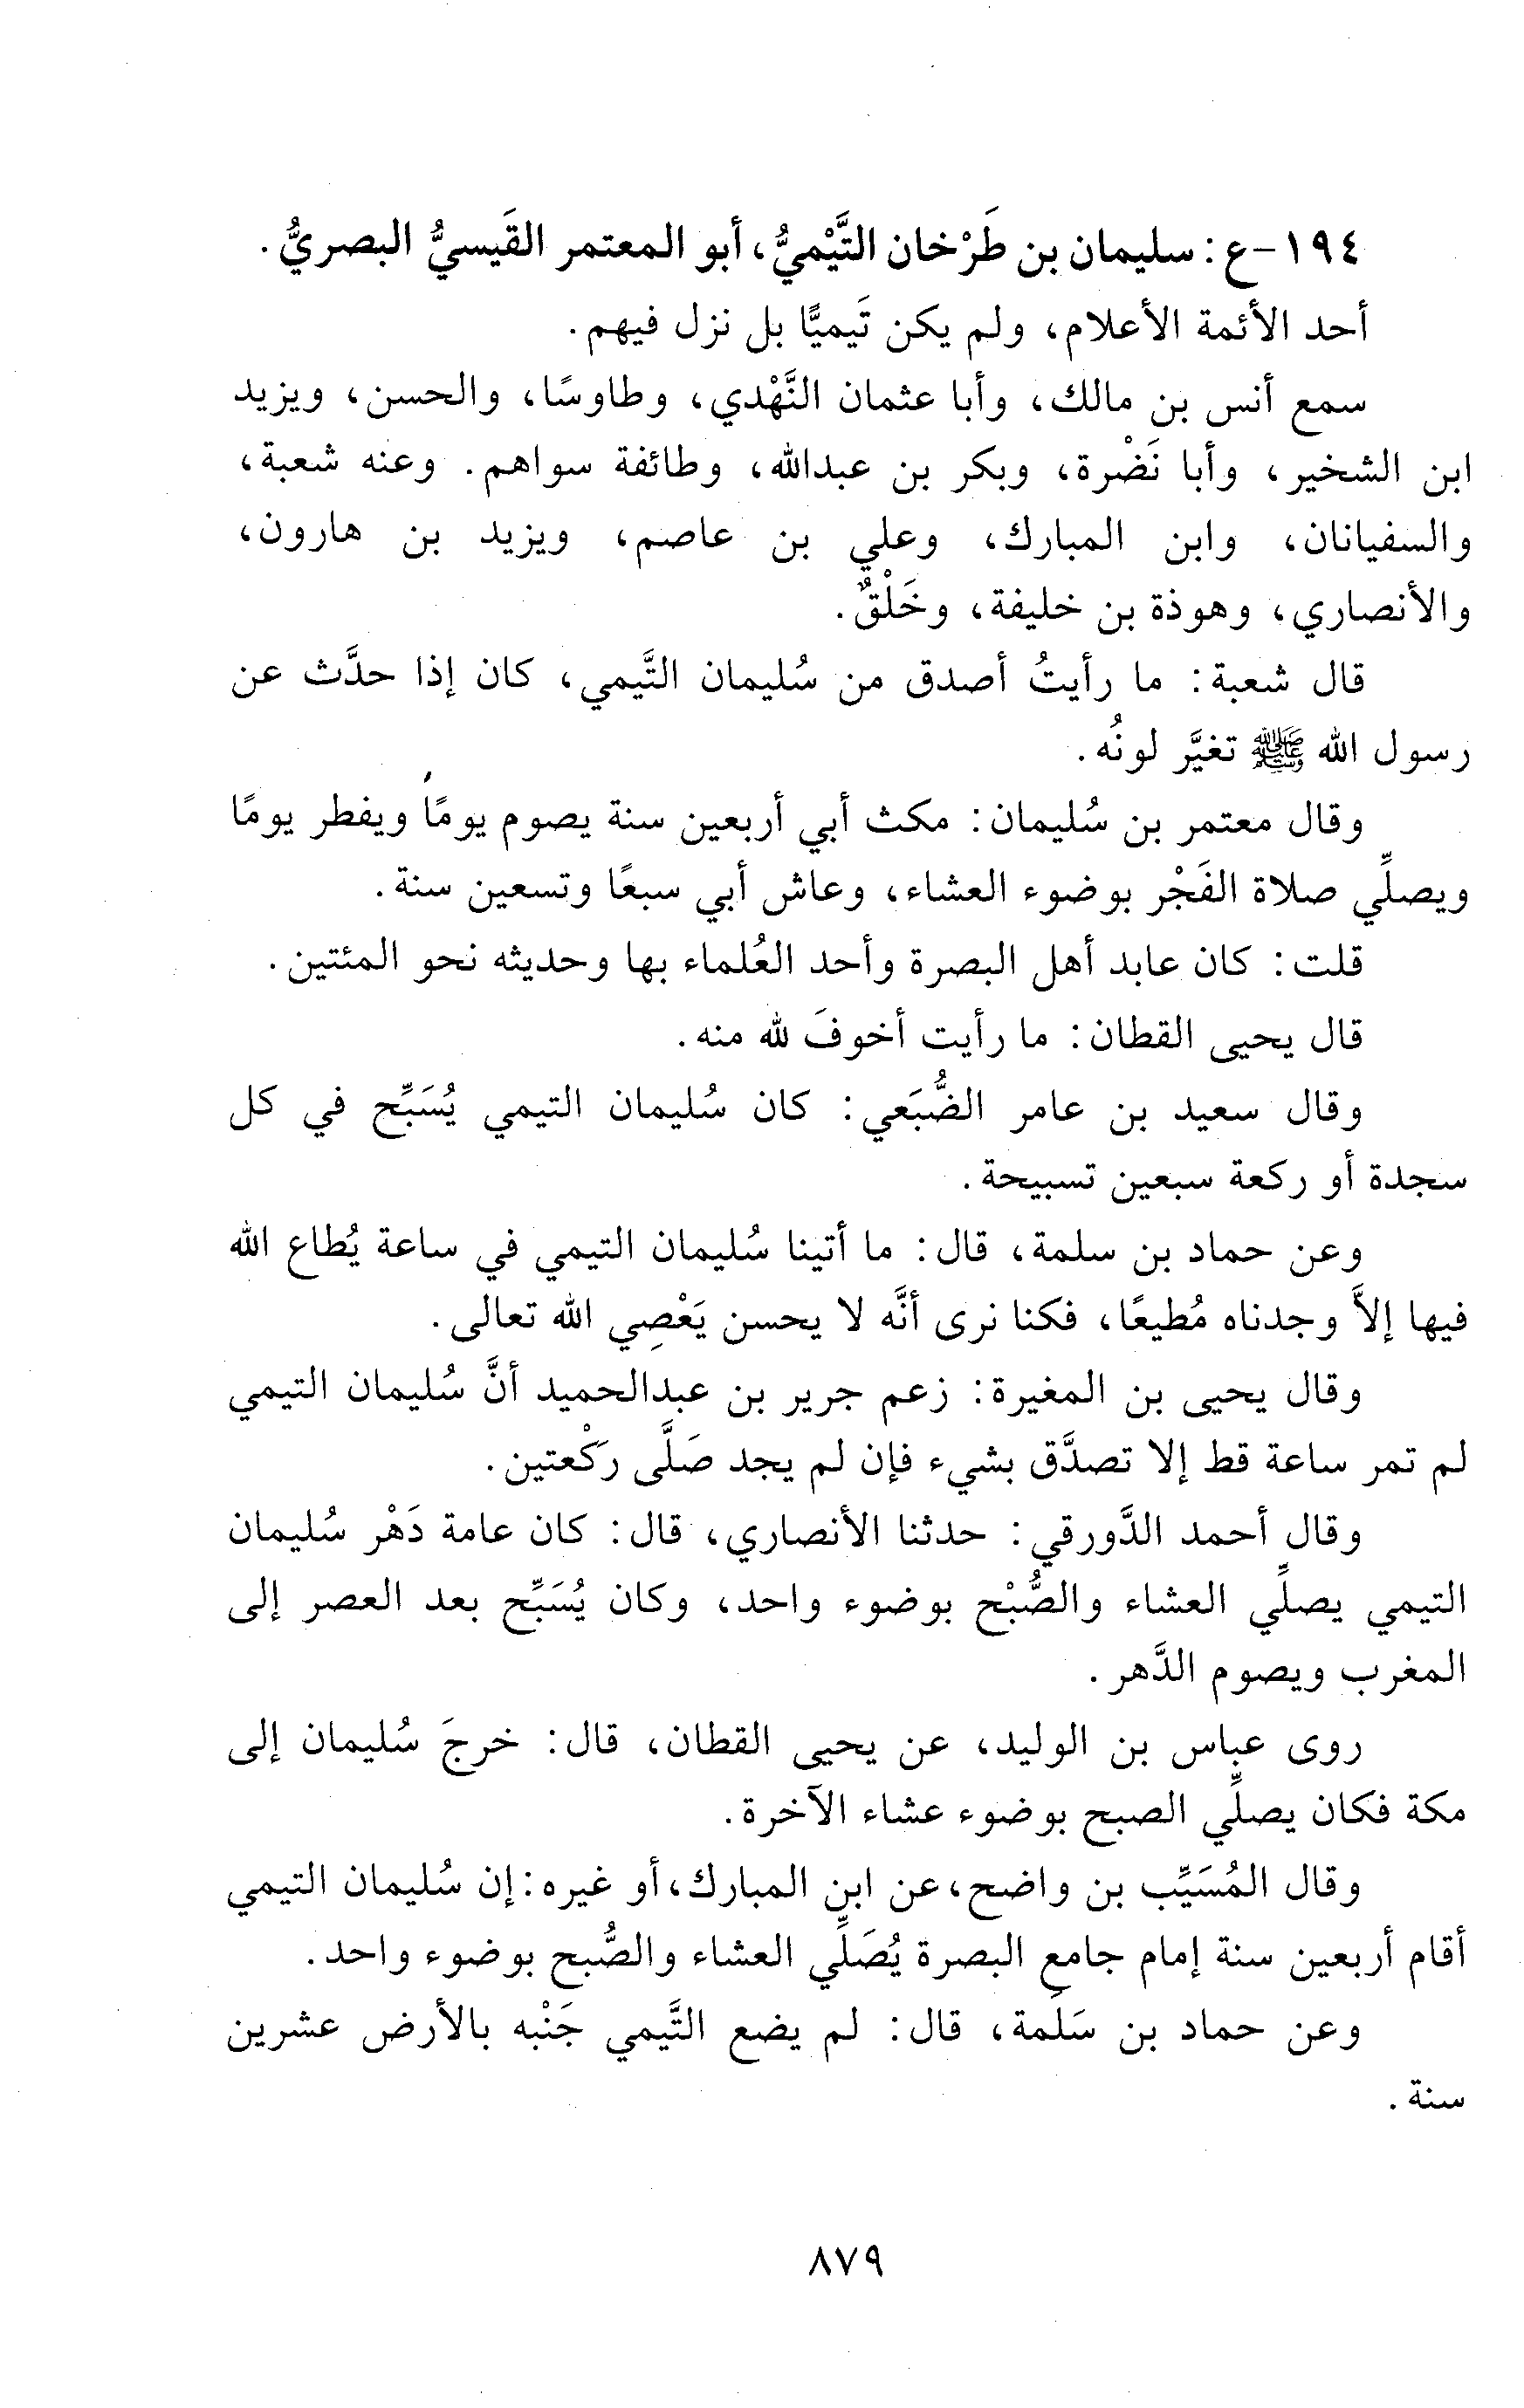 ١٩٤-ع: سليمان بن طَرْخان التَّيْميُّ، أبو المعتمر القَيسيُّ البصريُّ.
أحد الأئمة الأعلام، ولم يكن تَيميًّا بل نزل فيهم.
سمع أنس بن مالك، وأبا عثمان النَّهْدي، وطاوسًا، والحسن، ويزيد
ابن الشخير، وأبا نَضْرة، وبكر بن عبدالله، وطائفة سواهم. وعنه شعبة،
والسفيانان، وابن المبارك، وعلي بن عاصم، ويزيد بن هارون،
والأنصاري، وهوذة بن خليفة، وخَلْقٌ.
قال شعبة: ما رأيتُ أصدق من سُليمان التَّيمي، كان إذا حدَّث عن
رسول الله ﷺ تغيَّر لونُه.
وقال معتمر بن سُليمان: مكث أبي أربعين سنة يصوم يومًا ويفطر يومًا
ويصلِّي صلاة الفَجْر بوضوء العشاء، وعاش أبي سبعًا وتسعين سنة.
قلت: كان عابد أهل البصرة وأحد العُلماء بها وحديثه نحو المئتين.
قال يحيى القطان: ما رأيت أخوفَ لله منه.
وقال سعيد بن عامر الضُّبَعي: كان سُليمان التيمي يُسَبِّح في كل
سجدة أو ركعة سبعين تسبيحة.
وعن حماد بن سلمة، قال: ما أتينا سُليمان التيمي في ساعة يُطاع الله
فيها إلاَّ وجدناه مُطيعًا، فكنا نرى أنَّه لا يحسن يَعْصِي الله تعالى.
وقال يحيى بن المغيرة: زعم جرير بن عبدالحميد أنَّ سُليمان التيمي
لم تمر ساعة قط إلا تصدَّق بشيء فإن لم يجد صَلَّى رَكْعتين.
وقال أحمد الدَّورقي: حدثنا الأنصاري، قال: كان عامة دَهْر سُليمان
التيمي يصلِّي العشاء والصُّبْح بوضوء واحد، وكان يُسَبِّح بعد العصر إلى
المغرب ويصوم الدَّهر.
روى عباس بن الوليد، عن يحيى القطان، قال: خرجَ سُليمان إلى
مكة فكان يصلِّي الصبح بوضوء عشاء الآخرة.
وقال المُسَيِّب بن واضح، عن ابن المبارك، أو غيره: إن سُليمان التيمي
أقام أربعين سنة إمام جامع البصرة يُصَلِّي العشاء والصُّبح بوضوء واحد.
وعن حماد بن سَلَمة، قال: لم يضع التَّيمي جَنْبه بالأرض عشرين
سنة.
٨٧٩